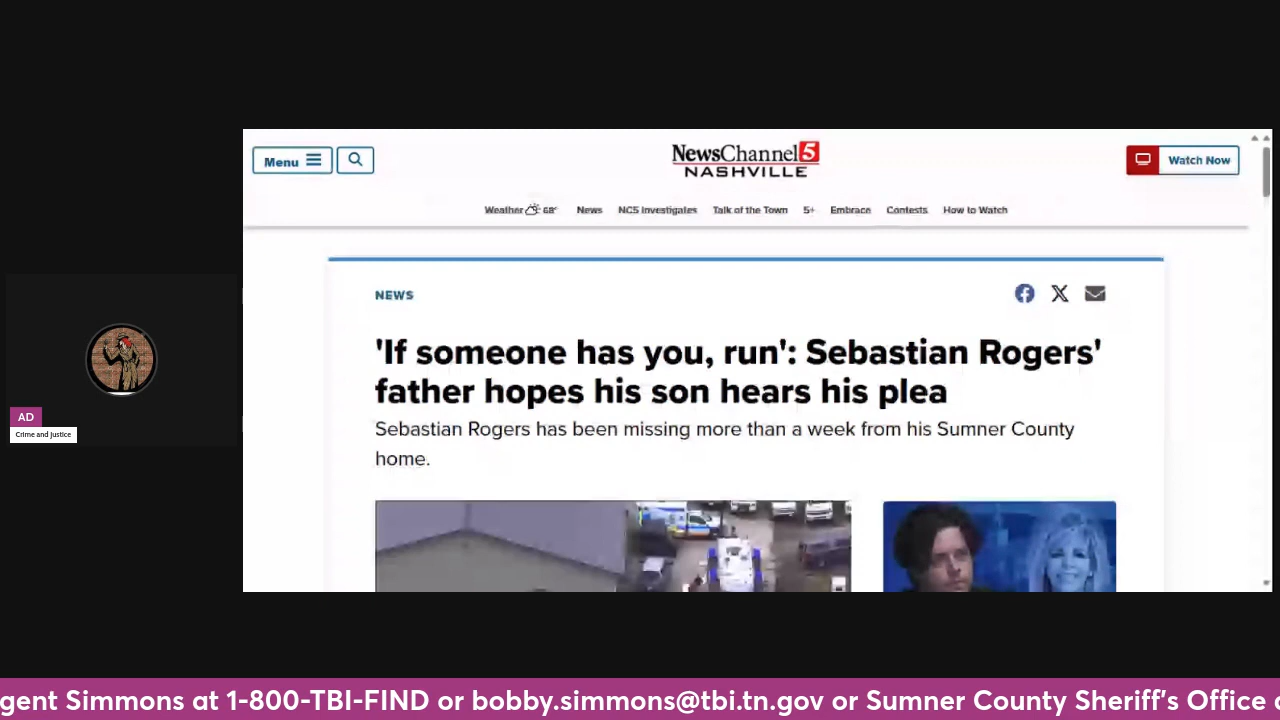 Menu
NewsChannel5
NASHVILLE
Watch Now
Weather 68° News NC5 Investigates Talk of the Town 5+ Embrace Contests How to Watch
NEWS
'If someone has you, run': Sebastian Rogers'
father hopes his son hears his plea
Sebastian Rogers has been missing more than a week from his Sumner County
home.
AD
Crime and Justice
gent Simmons at 1-800-TBI-FIND or bobby.simmons@tbi.tn.gov or Sumner County Sheriff's Office